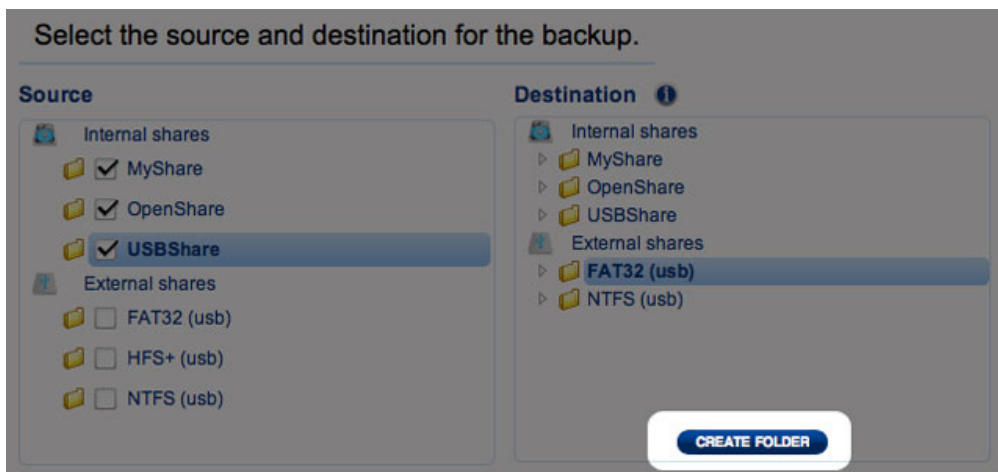 Select the source and destination for the backup.
Source
Internal shares
MyShare
OpenShare
USBShare
External shares
FAT32 (usb)
HFS+ (usb)
NTFS (usb)
Destination i
Internal shares
MyShare
OpenShare
USBShare
External shares
FAT32 (usb)
NTFS (usb)
CREATE FOLDER